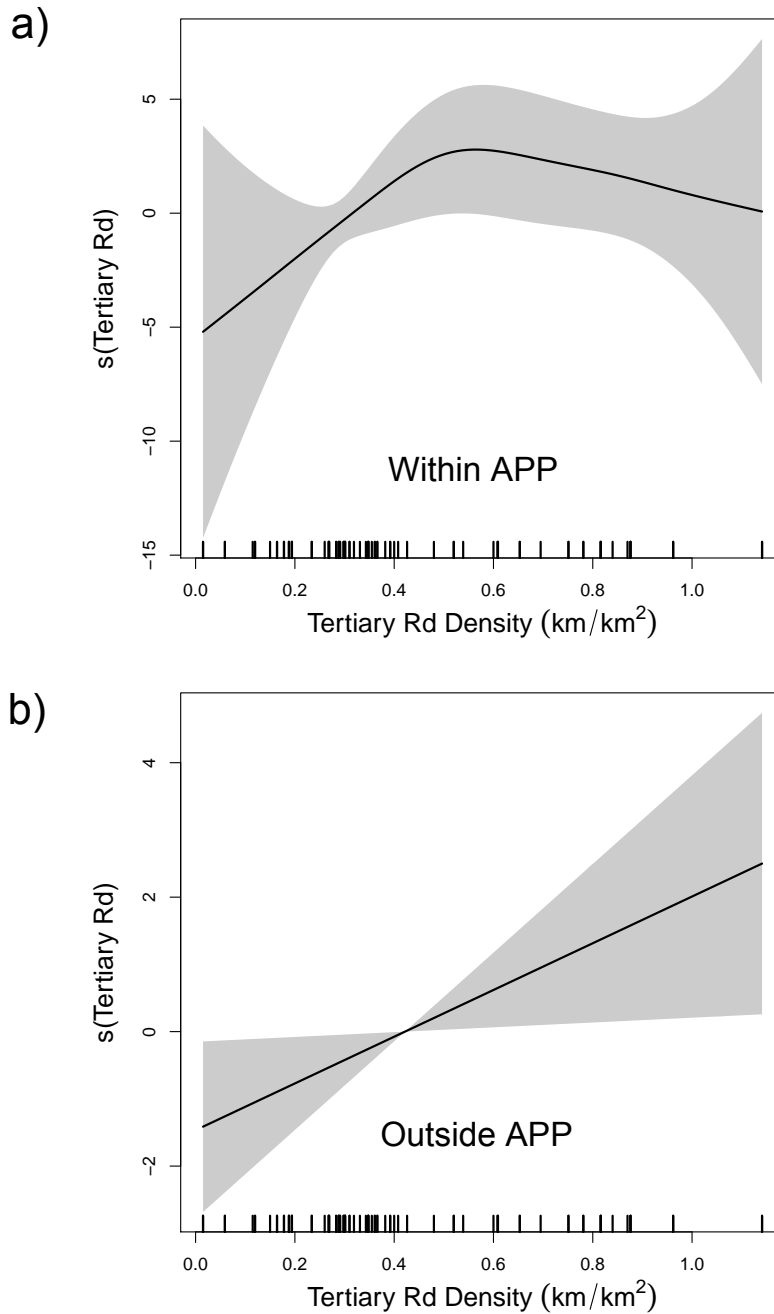 a)
5
0
−5
−10
−15
s(Tertiary Rd)
Within APP
0.0 0.2 0.4 0.6 0.8 1.0
Tertiary Rd Density (km/km²)
b)
4
2
0
−2
s(Tertiary Rd)
Outside APP
0.0 0.2 0.4 0.6 0.8 1.0
Tertiary Rd Density (km/km²)